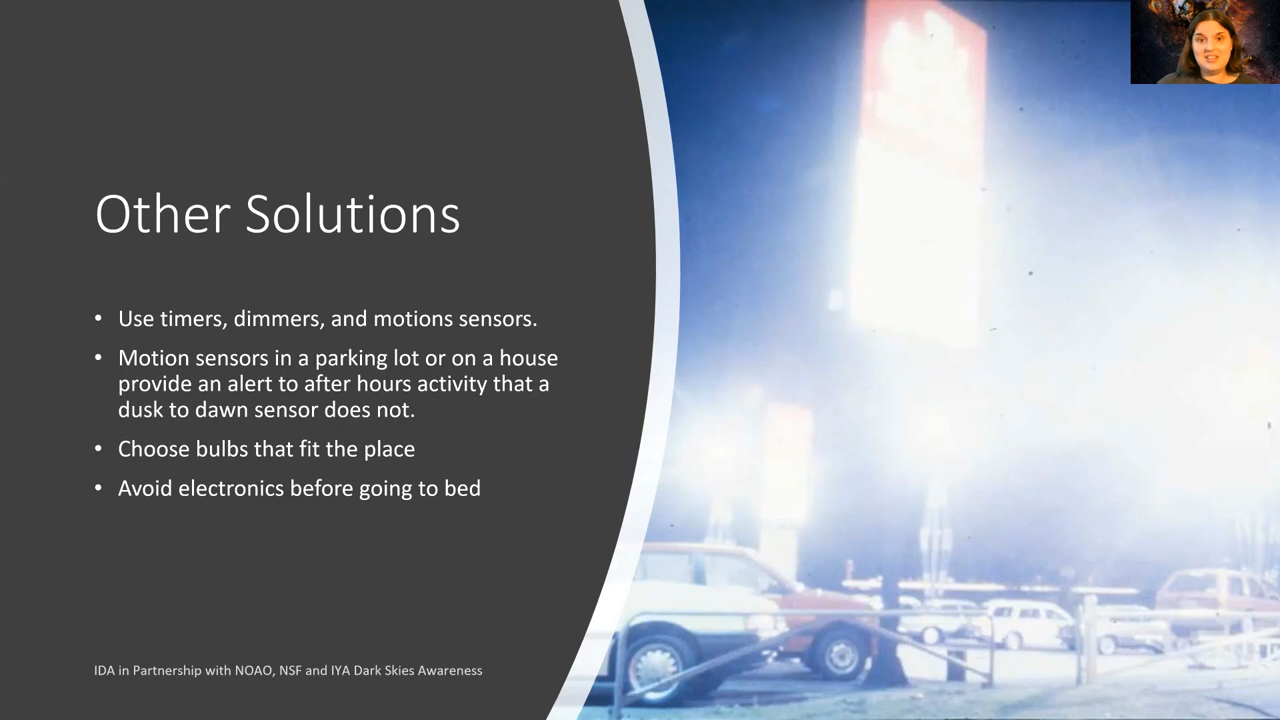 Other Solutions
• Use timers, dimmers, and motions sensors.
• Motion sensors in a parking lot or on a house
provide an alert to after hours activity that a
dusk to dawn sensor does not.
• Choose bulbs that fit the place
• Avoid electronics before going to bed
IDA in Partnership with NOAO, NSF and IYA Dark Skies Awareness